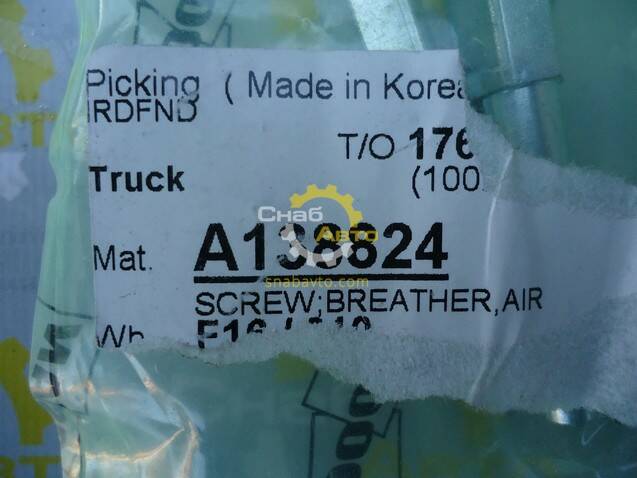 Picking ( Made in Korea
IRDFND
T/O 176
Truck (100
Снаб
Авто
Mat. A138824
snabavto.com
SCREW;BREATHER,AIR